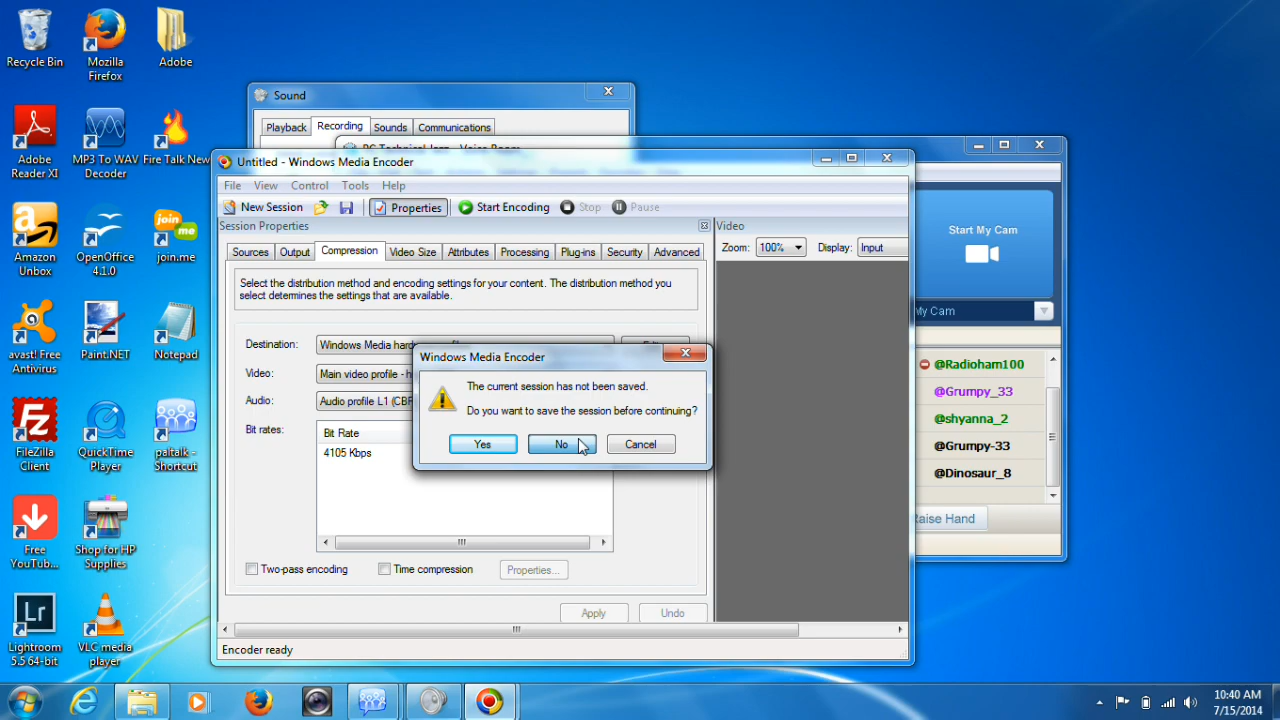 Recycle Bin
Mozilla
Firefox
Adobe
Adobe
Reader XI
MP3 To WAV
Decoder
Fire Talk New
Amazon
Unbox
OpenOffice
4.1.0
join.me
avast! Free
Antivirus
Paint.NET
Notepad
FileZilla
Client
QuickTime
Player
paltalk -
Shortcut
Free
YouTub...
Shop for HP
Supplies
Lightroom
5.5 64-bit
VLC media
player
Sound
Playback
Recording
Sounds
Communications
Untitled - Windows Media Encoder
File View Control Tools Help
New Session
Properties
Start Encoding
Stop
Pause
Session Properties
Sources
Output
Compression
Video Size
Attributes
Processing
Plug-ins
Security
Advanced
Select the distribution method and encoding settings for your content. The distribution method you
select determines the settings that are available.
Destination:
Windows Media hard
Video:
Main video profile - h
Audio:
Audio profile L1 (CBR
Bit rates:
Bit Rate
4105 Kbps
Two-pass encoding
Time compression
Properties...
Apply
Undo
Encoder ready
Video
Zoom: 100%
Display: Input
Windows Media Encoder
The current session has not been saved.
Do you want to save the session before continuing?
Yes
No
Cancel
Start My Cam
My Cam
@Radioham100
@Grumpy_33
@shyanna_2
@Grumpy-33
@Dinosaur_8
aise Hand
join
me
Lr
10:40 AM
7/15/2014